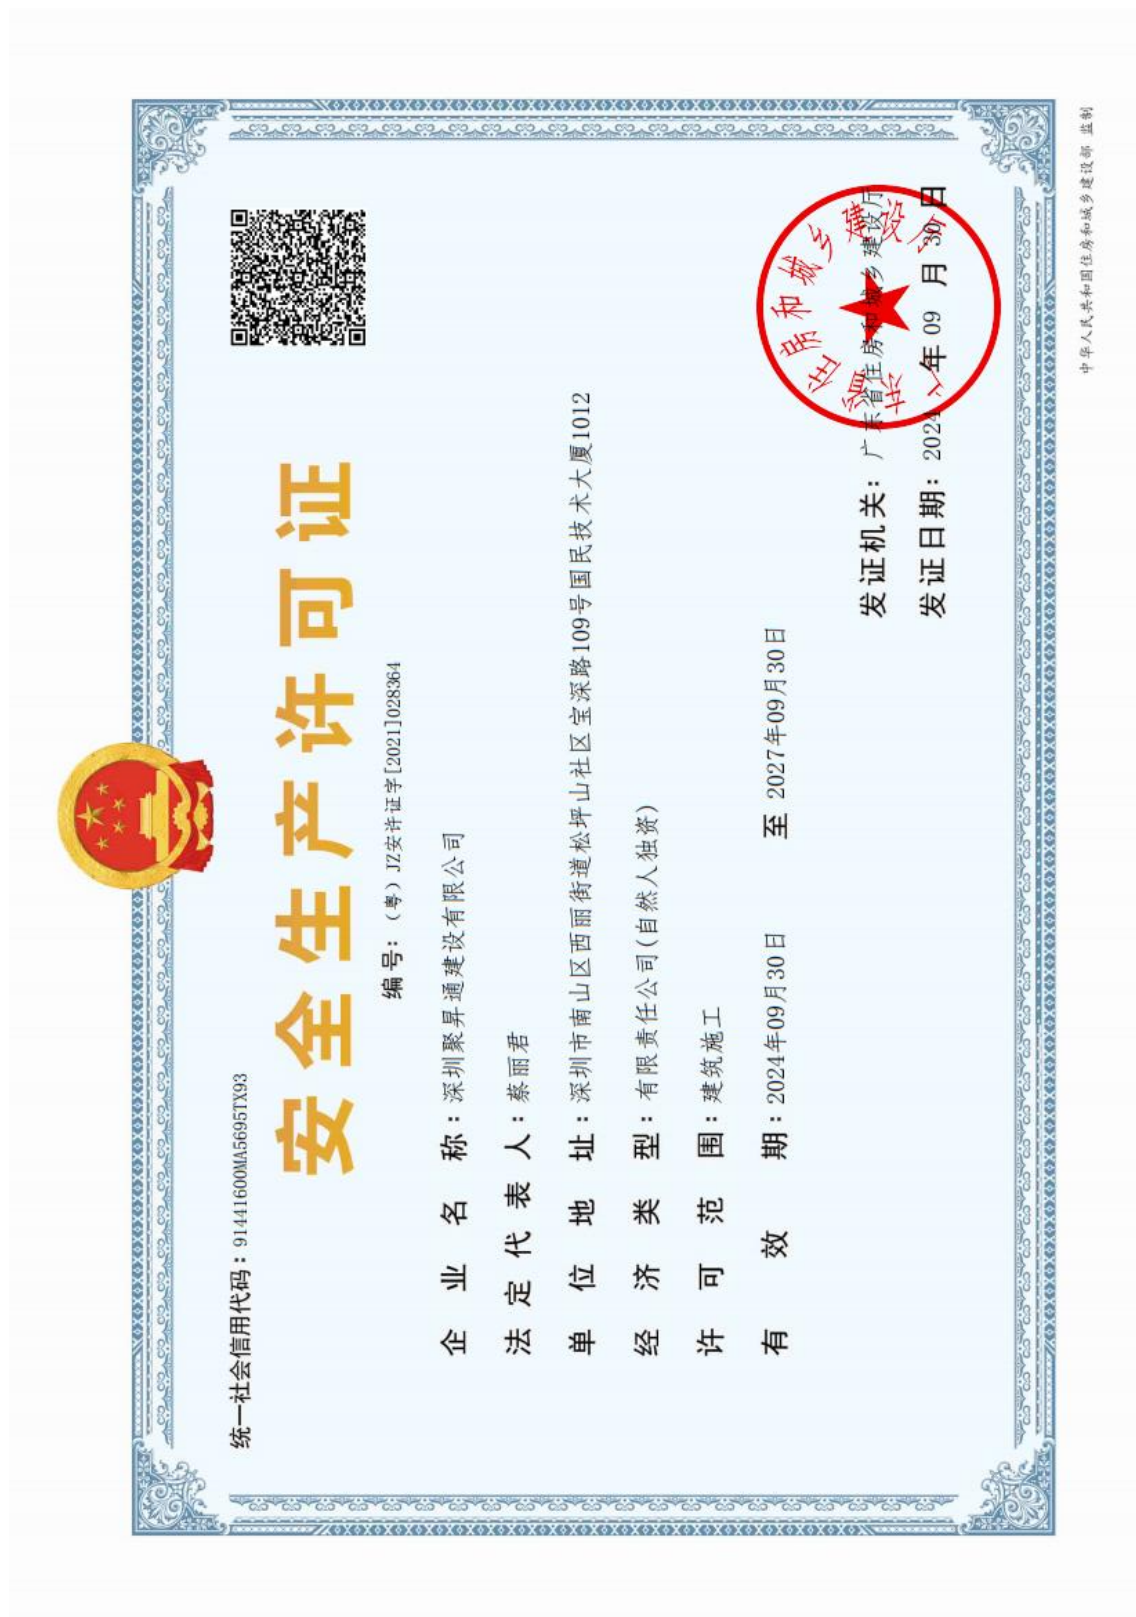 统一社会信用代码：91441600MA5695TX93
安全生产许可证
编号：（粤）JZ安许证字[2021]028364
企业名称：深圳聚昇通建设有限公司
法定代表人：蔡丽君
单位地址：深圳市南山区西丽街道松坪山社区宝深路109号国民技术大厦1012
经济类型：有限责任公司(自然人独资)
许可范围：建筑施工
有效期：2024年09月30日 至 2027年09月30日
发证机关：广东省住房和城乡建设厅
发证日期：2024年09月30日
广东省住房和城乡建设厅
中华人民共和国住房和城乡建设部 监制